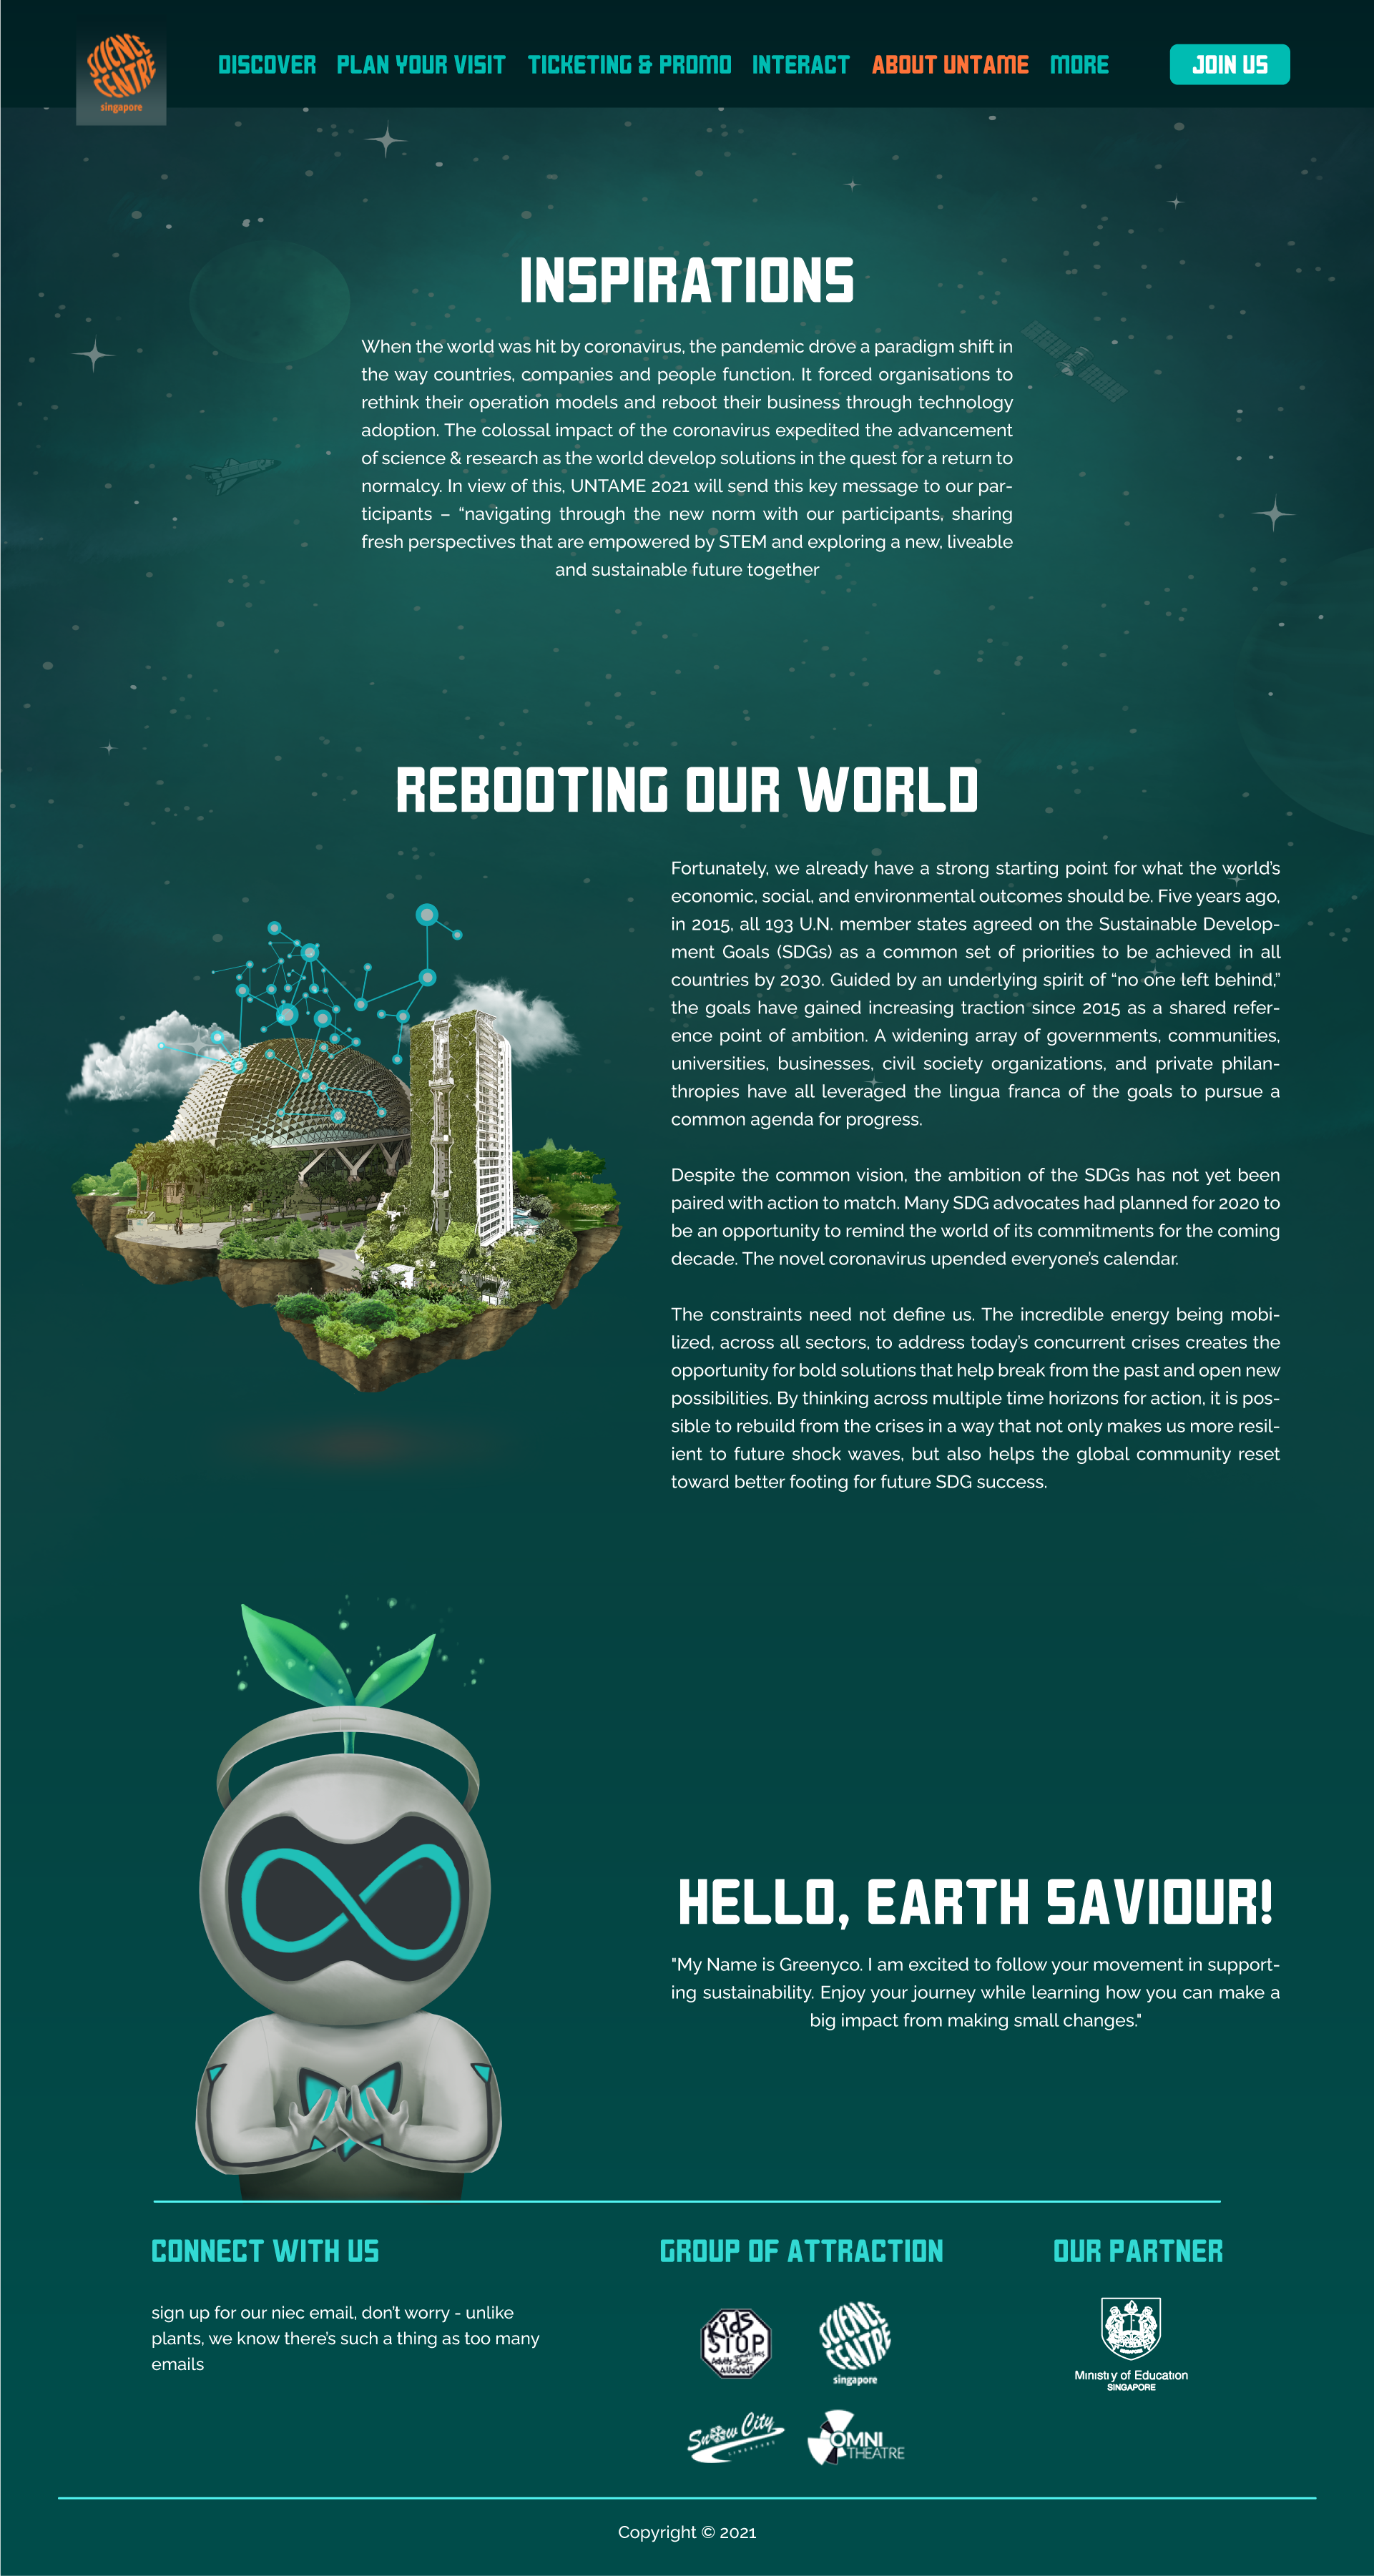 SCIENCE
CENTRE
singapore
DISCOVER PLAN YOUR VISIT TICKETING & PROMO INTERACT ABOUT UNTAME MORE JOIN US
INSPIRATIONS
When the world was hit by coronavirus, the pandemic drove a paradigm shift in
the way countries, companies and people function. It forced organisations to
rethink their operation models and reboot their business through technology
adoption. The colossal impact of the coronavirus expedited the advancement
of science & research as the world develop solutions in the quest for a return to
normalcy. In view of this, UNTAME 2021 will send this key message to our par-
ticipants – “navigating through the new norm with our participants, sharing
fresh perspectives that are empowered by STEM and exploring a new, liveable
and sustainable future together
REBOOTING OUR WORLD
Fortunately, we already have a strong starting point for what the world’s
economic, social, and environmental outcomes should be. Five years ago,
in 2015, all 193 U.N. member states agreed on the Sustainable Develop-
ment Goals (SDGs) as a common set of priorities to be achieved in all
countries by 2030. Guided by an underlying spirit of “no one left behind,”
the goals have gained increasing traction since 2015 as a shared refer-
ence point of ambition. A widening array of governments, communities,
universities, businesses, civil society organizations, and private philan-
thropies have all leveraged the lingua franca of the goals to pursue a
common agenda for progress.
Despite the common vision, the ambition of the SDGs has not yet been
paired with action to match. Many SDG advocates had planned for 2020 to
be an opportunity to remind the world of its commitments for the coming
decade. The novel coronavirus upended everyone’s calendar.
The constraints need not define us. The incredible energy being mobi-
lized, across all sectors, to address today’s concurrent crises creates the
opportunity for bold solutions that help break from the past and open new
possibilities. By thinking across multiple time horizons for action, it is pos-
sible to rebuild from the crises in a way that not only makes us more resil-
ient to future shock waves, but also helps the global community reset
toward better footing for future SDG success.
HELLO, EARTH SAVIOUR!
"My Name is Greenyco. I am excited to follow your movement in support-
ing sustainability. Enjoy your journey while learning how you can make a
big impact from making small changes."
CONNECT WITH US
sign up for our niec email, don’t worry - unlike
plants, we know there’s such a thing as too many
emails
GROUP OF ATTRACTION
Kids
STOP
Allowed!
SCIENCE
CENTRE
singapore
Snow City
SINGAPORE
OMNI
THEATRE
OUR PARTNER
Ministry of Education
SINGAPORE
Copyright © 2021